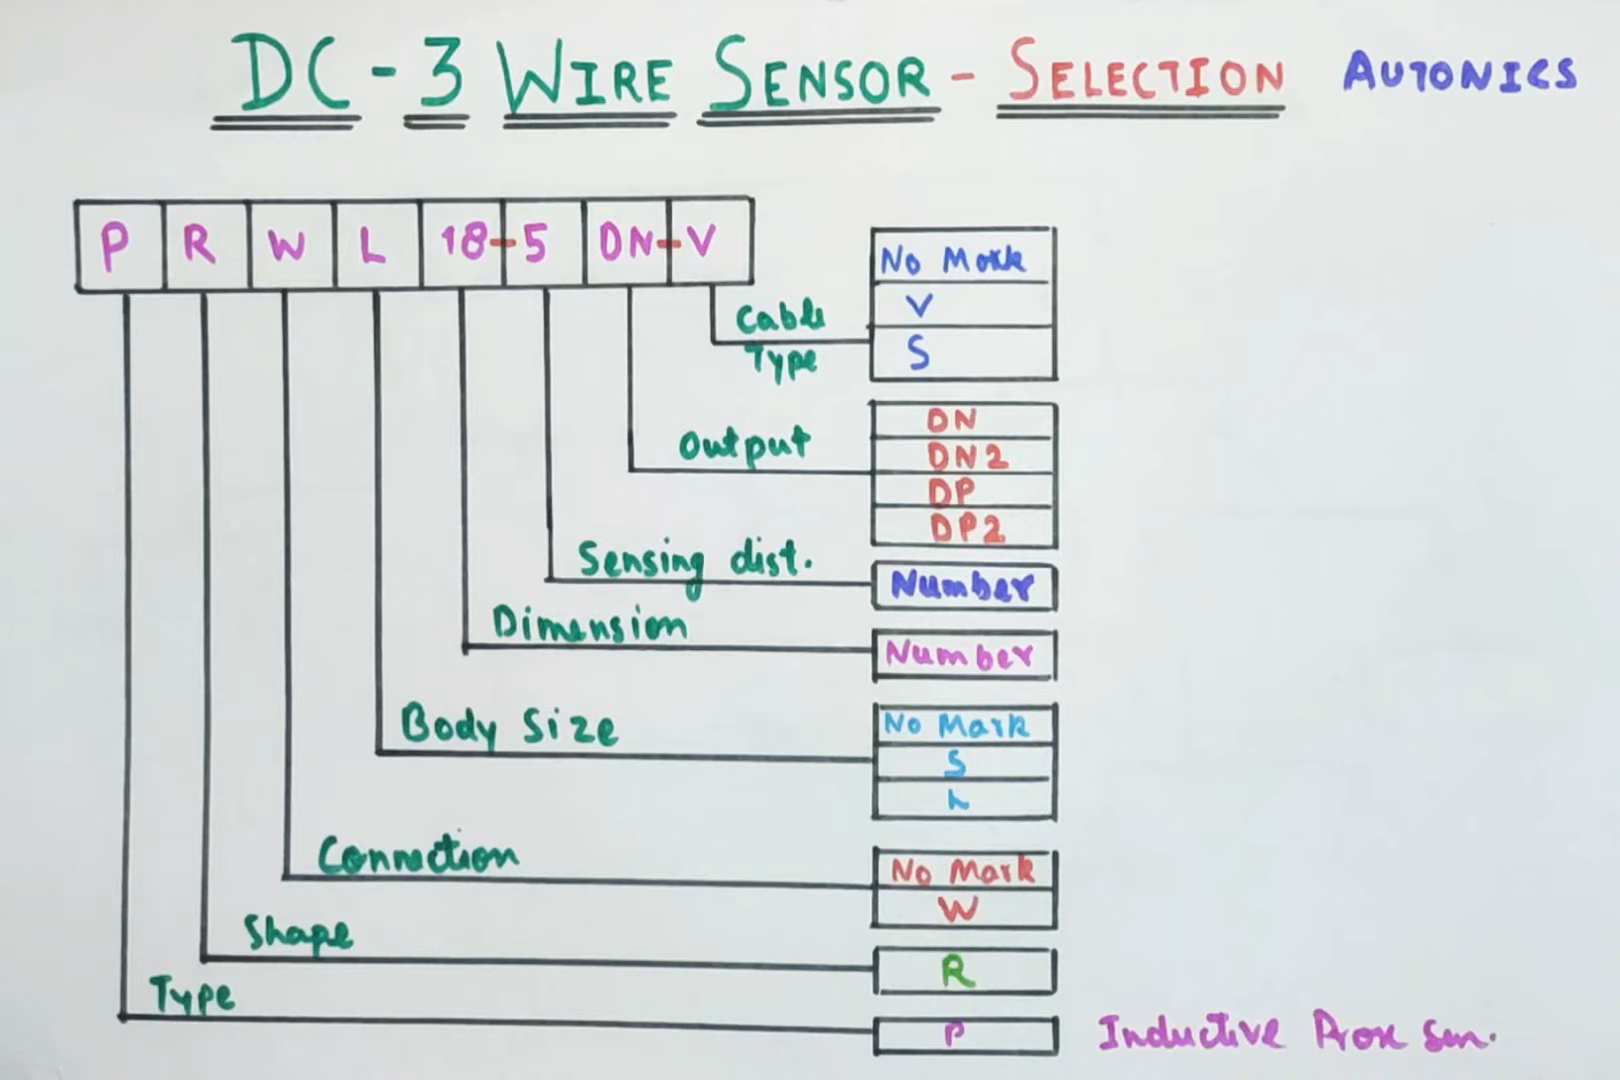 DC-3 WIRE SENSOR - SELECTION AUTONICS
P R W L 18-5 DN-V
No Mark
V
Cable Type
S
DN
Output
DN2
DP
DP2
Sensing dist.
Number
Dimension
Number
Body Size
No Mark
S
L
Connection
No Mark
W
Shape
R
Type
P
Inductive Prox Sen.